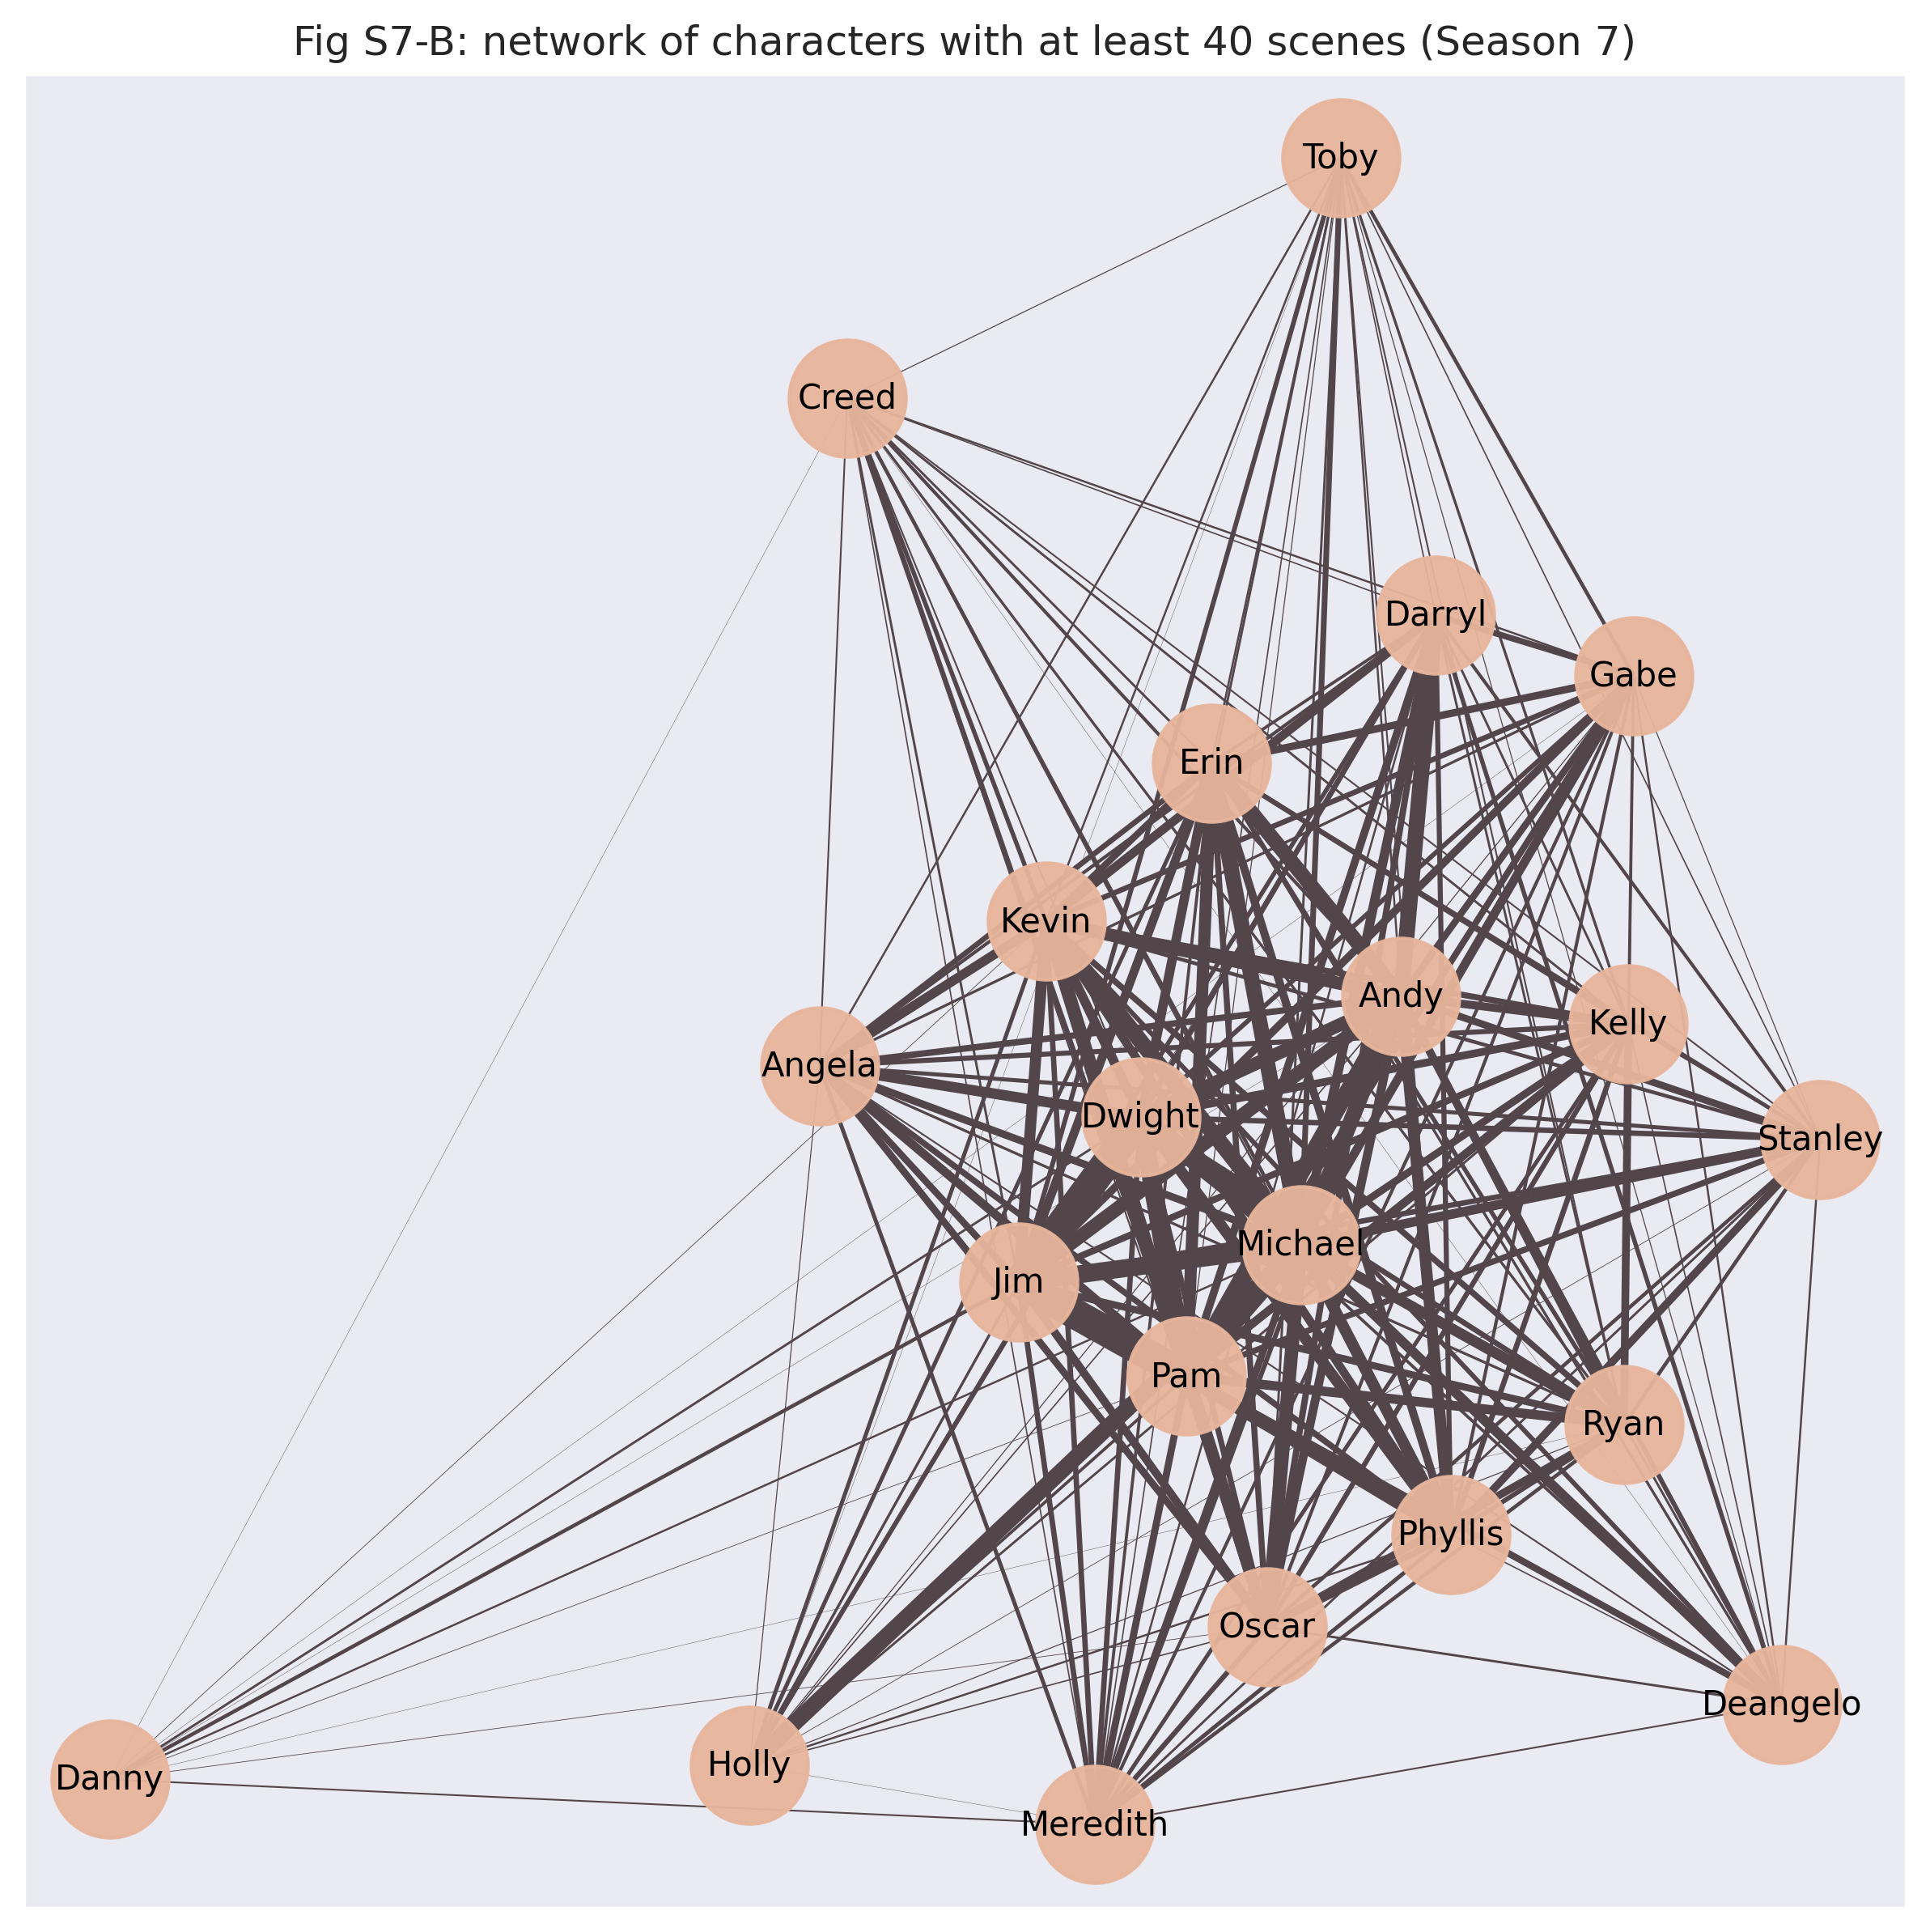 Fig S7-B: network of characters with at least 40 scenes (Season 7)
Toby
Creed
Darryl
Gabe
Erin
Kevin
Andy
Kelly
Angela
Dwight
Stanley
Michael
Jim
Pam
Ryan
Phyllis
Oscar
Deangelo
Holly
Danny
Meredith